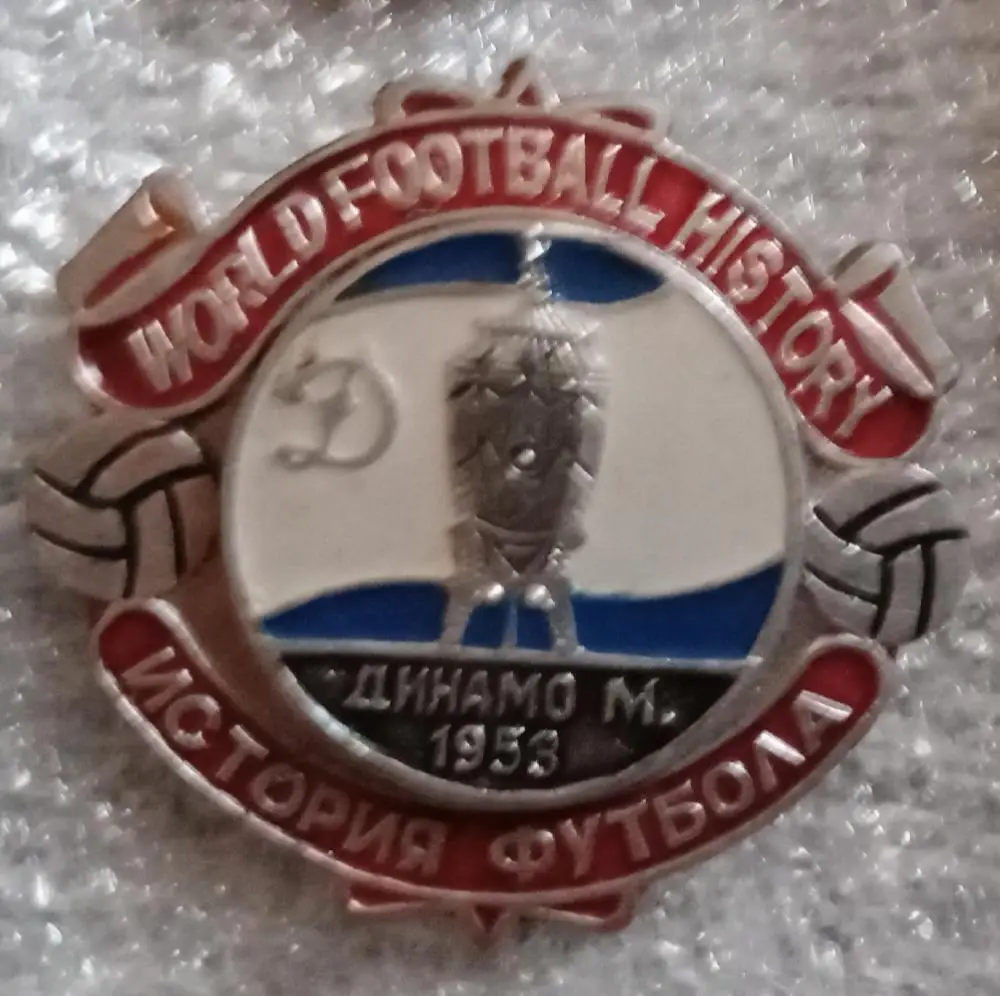 WORLD FOOTBALL HISTORY
Д
ДИНАМО М.
1953
ИСТОРИЯ ФУТБОЛА